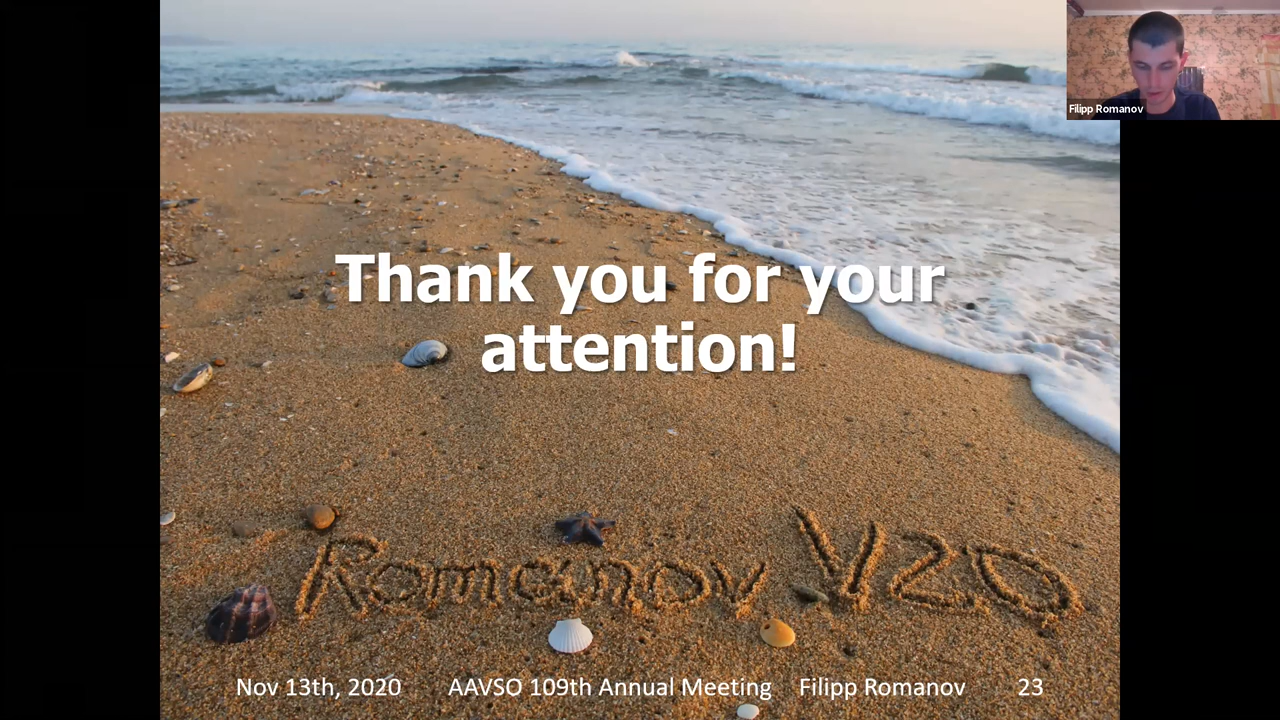 Filipp Romanov
Thank you for your
attention!
Romanov V20
Nov 13th, 2020 AAVSO 109th Annual Meeting Filipp Romanov 23